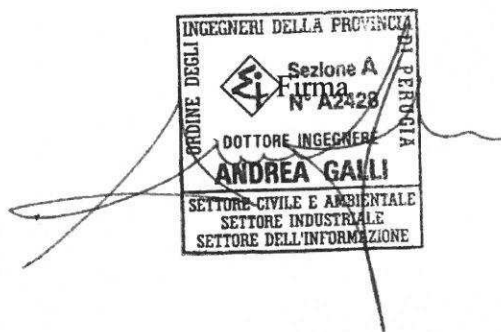 INGEGNERI DELLA PROVINCIA
ORDINE DEGLI
DI PERUGIA
Sezione A
Firma
N° A2428
DOTTORE INGEGNERE
ANDREA GALLI
SETTORE CIVILE E AMBIENTALE
SETTORE INDUSTRIALE
SETTORE DELL'INFORMAZIONE